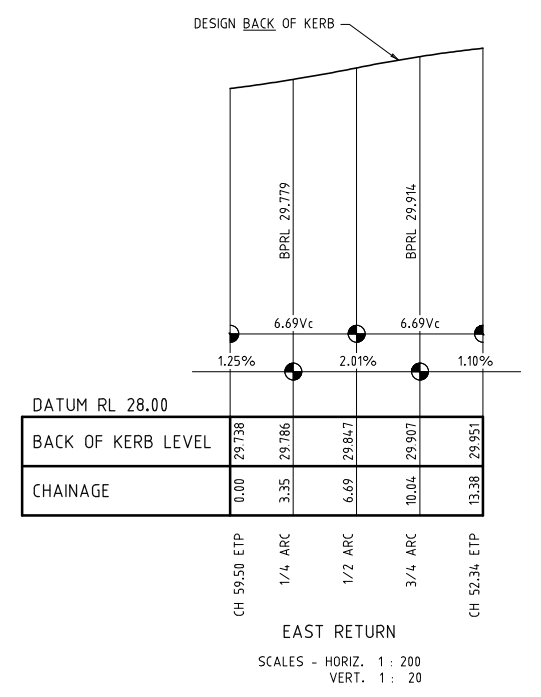 DESIGN BACK OF KERB
BPRL 29.779
BPRL 29.914
6.69Vc 6.69Vc
1.25% 2.01% 1.10%
DATUM RL 28.00
BACK OF KERB LEVEL 29.738 29.786 29.847 29.907 29.951
CHAINAGE 0.00 3.35 6.69 10.04 13.38
CH 59.50 ETP
1/4 ARC
1/2 ARC
3/4 ARC
CH 52.34 ETP
EAST RETURN
SCALES - HORIZ. 1 : 200
VERT. 1 : 20